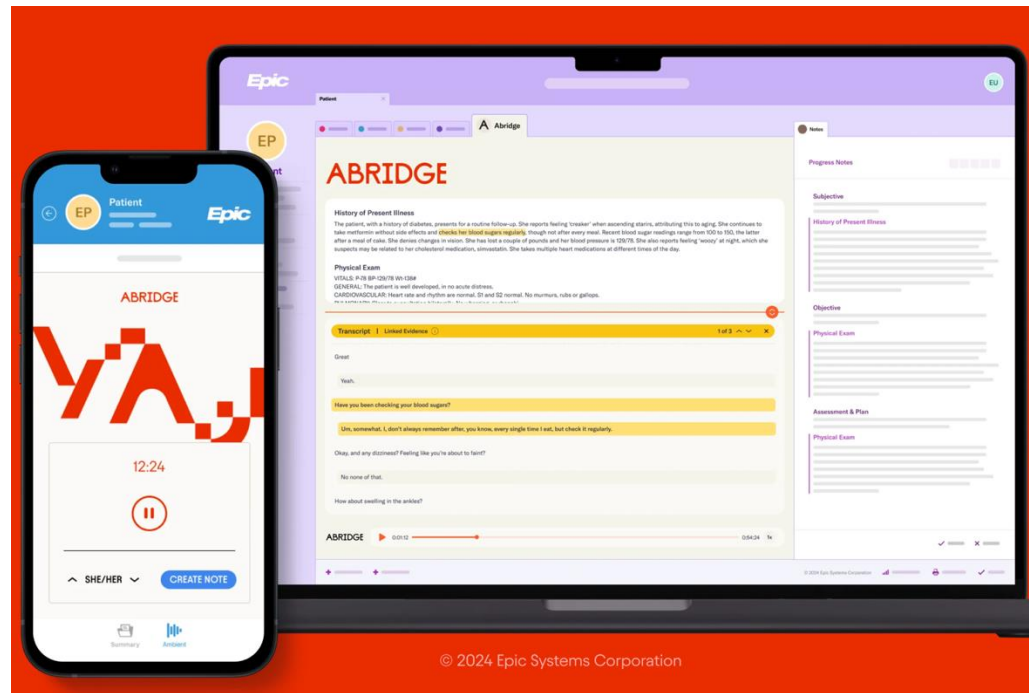 EP
Patient
Epic
ABRIDGE
12:24
SHE/HER
CREATE NOTE
Summary
Ambient
Epic
EU
Patient
EP
nt
Abridge
ABRIDGE
History of Present Illness
The patient, with a history of diabetes, presents for a routine follow-up. She reports feeling 'creaker' when ascending starins, attributing this to aging. She continues to
take metformin without side effects and checks her blood sugars regularly, though not after every meal. Recent blood sugar readings range from 100 to 150, the latter
after a meal of cake. She denies changes in vision. She has lost a couple of pounds and her blood pressure is 129/78. She also reports feeling 'woozy' at night, which she
suspects may be related to her cholesterol medication, simvastatin. She takes multiple heart medications at different times of the day.
Physical Exam
VITALS: P-78 BP-129/78 Wt-138#
GENERAL: The patient is well developed, in no acute distress.
CARDIOVASCULAR: Heart rate and rhythm are normal. S1 and S2 normal. No murmurs, rubs or gallops.
Transcript | Linked Evidence
1 of 3
Great
Yeah.
Have you been checking your blood sugars?
Um, somewhat. I, don't always remember after, you know, every single time I eat, but check it regularly.
Okay, and any dizziness? Feeling like you're about to faint?
No none of that.
How about swelling in the ankles?
ABRIDGE
0:01:12
0:54:24
1x
Notes
Progress Notes
Subjective
History of Present Illness
Objective
Physical Exam
Assessment & Plan
Physical Exam
© 2024 Epic Systems Corporation
© 2024 Epic Systems Corporation